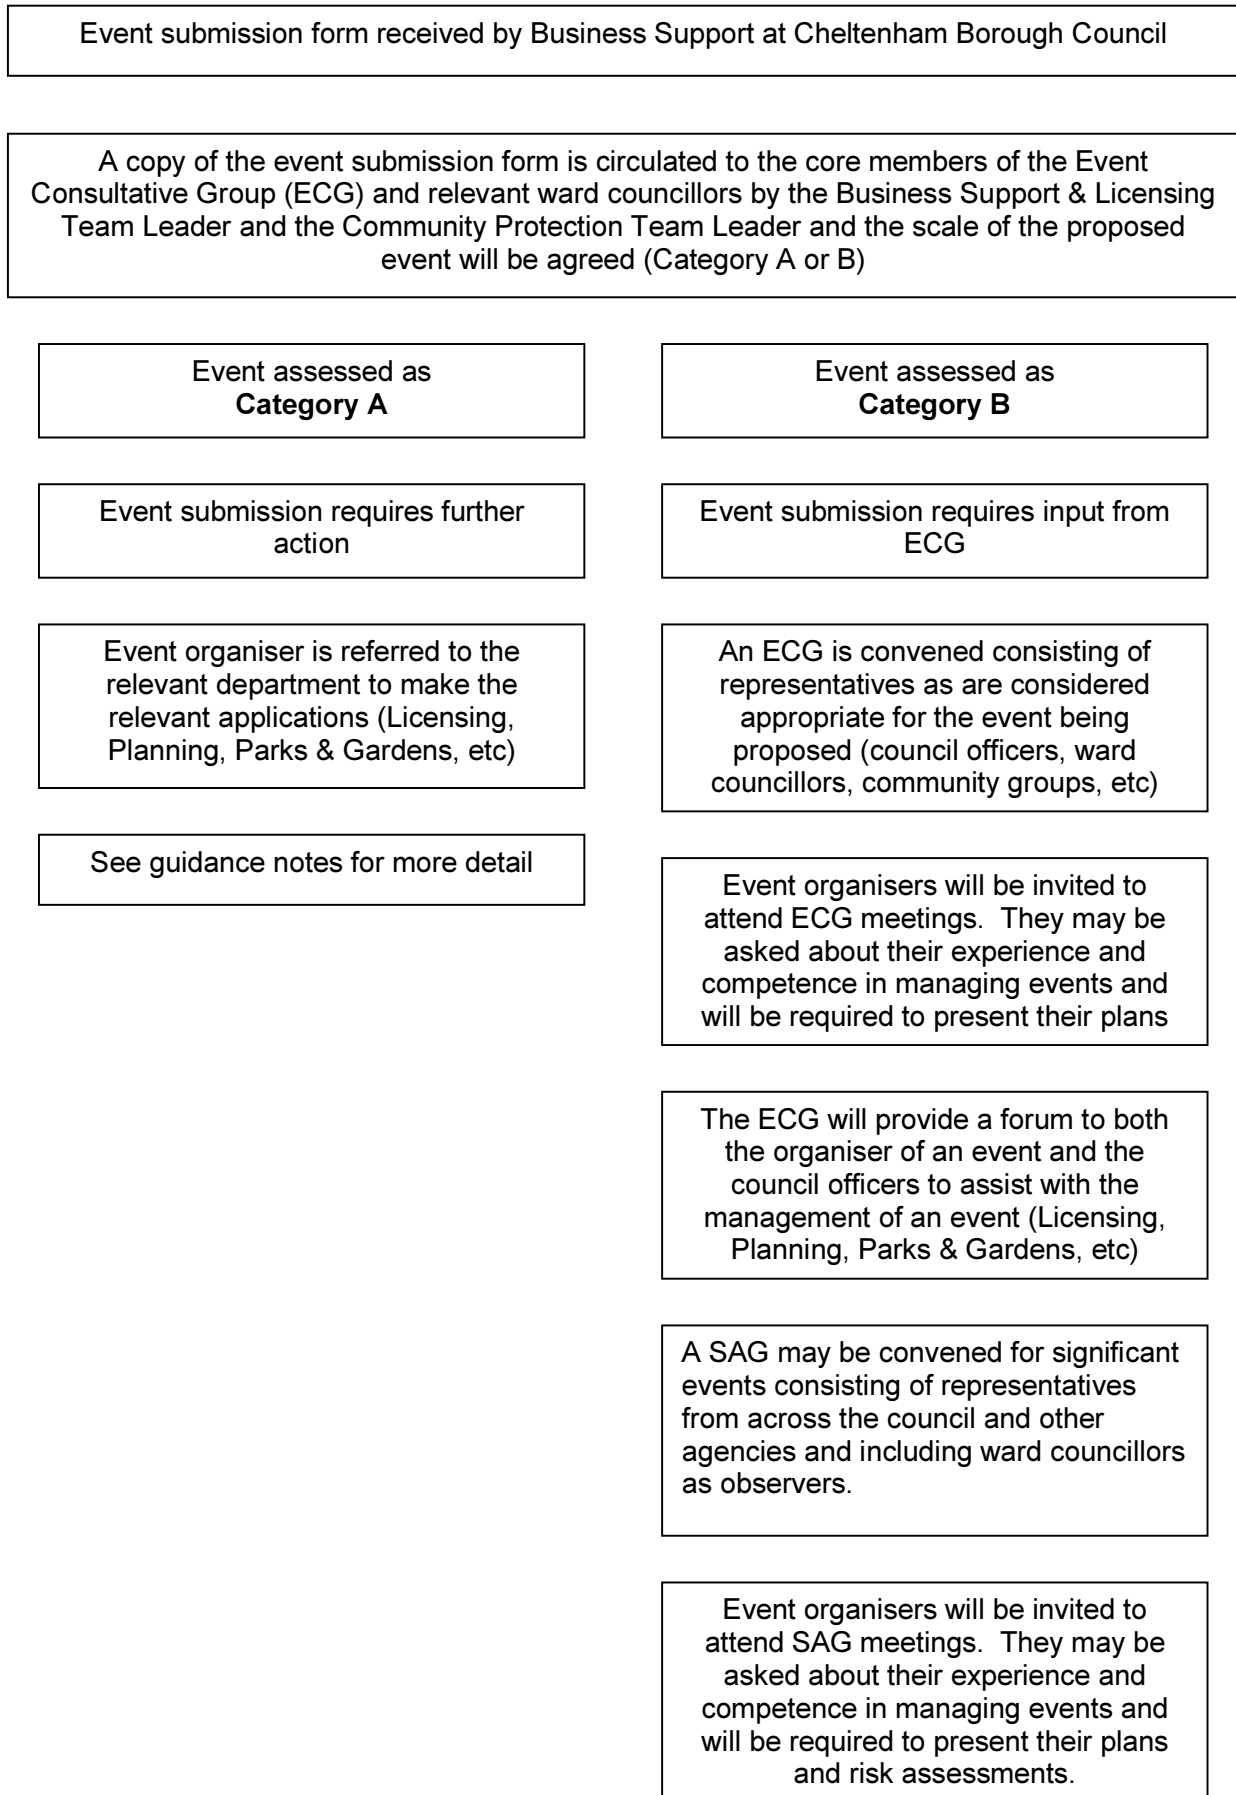 Event submission form received by Business Support at Cheltenham Borough Council
A copy of the event submission form is circulated to the core members of the Event
Consultative Group (ECG) and relevant ward councillors by the Business Support & Licensing
Team Leader and the Community Protection Team Leader and the scale of the proposed
event will be agreed (Category A or B)
Event assessed as
Category A
Event submission requires further
action
Event organiser is referred to the
relevant department to make the
relevant applications (Licensing,
Planning, Parks & Gardens, etc)
See guidance notes for more detail
Event assessed as
Category B
Event submission requires input from
ECG
An ECG is convened consisting of
representatives as are considered
appropriate for the event being
proposed (council officers, ward
councillors, community groups, etc)
Event organisers will be invited to
attend ECG meetings.  They may be
asked about their experience and
competence in managing events and
will be required to present their plans
The ECG will provide a forum to both
the organiser of an event and the
council officers to assist with the
management of an event (Licensing,
Planning, Parks & Gardens, etc)
A SAG may be convened for significant
events consisting of representatives
from across the council and other
agencies and including ward councillors
as observers.
Event organisers will be invited to
attend SAG meetings.  They may be
asked about their experience and
competence in managing events and
will be required to present their plans
and risk assessments.